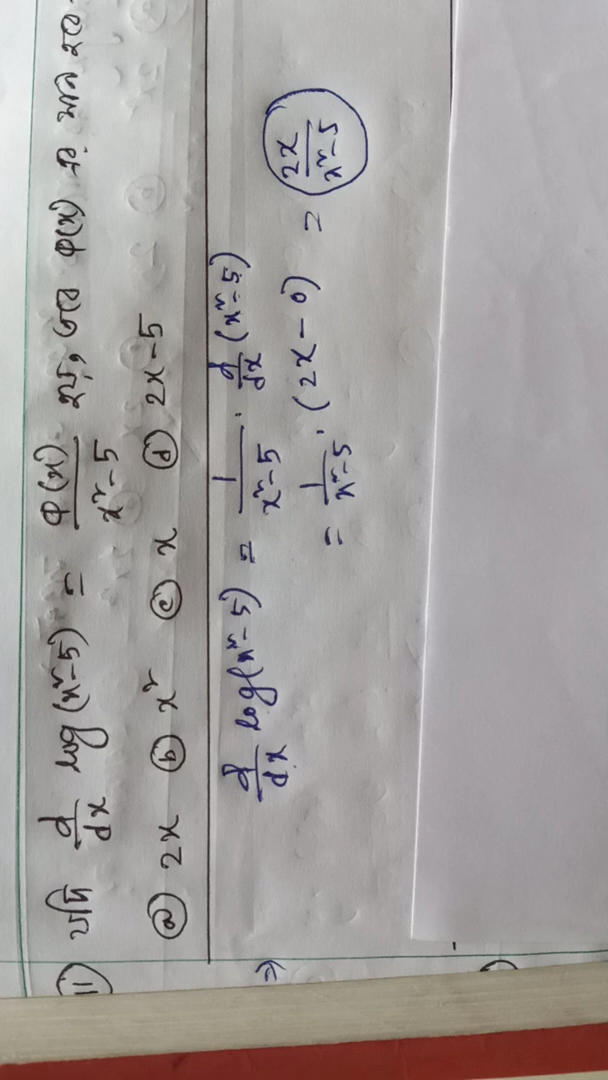 11) যদি d/dx log(x²-5) = φ(x)/x²-5 হয়, তবে φ(x) এর মান হবে -
ⓐ 2x ⓑ x² ⓒ x ⓓ 2x-5
⇒ d/dx log(x²-5) = 1/x²-5 · d/dx (x²-5)
= 1/x²-5 · (2x-0) = 2x/x²-5